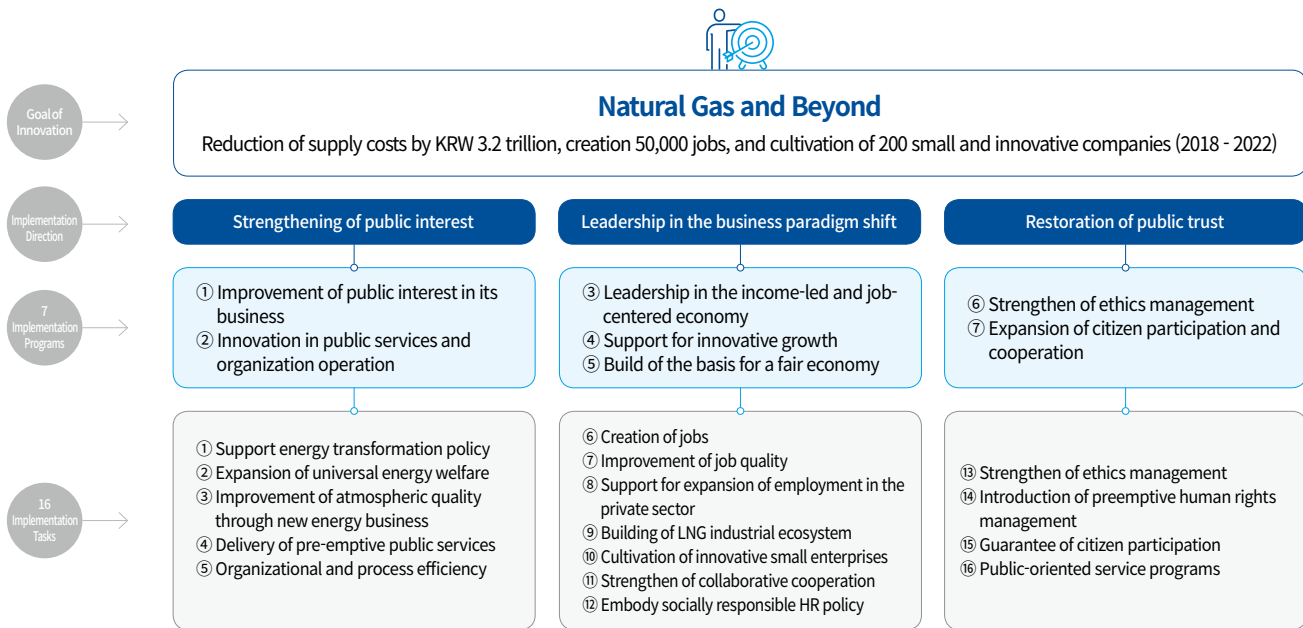 Goal of
Innovation
Natural Gas and Beyond
Reduction of supply costs by KRW 3.2 trillion, creation 50,000 jobs, and cultivation of 200 small and innovative companies (2018 - 2022)
Implementation
Direction
Strengthening of public interest
Leadership in the business paradigm shift
Restoration of public trust
7
Implementation
Programs
① Improvement of public interest in its
business
② Innovation in public services and
organization operation
③ Leadership in the income-led and job-
centered economy
④ Support for innovative growth
⑤ Build of the basis for a fair economy
⑥ Strengthen of ethics management
⑦ Expansion of citizen participation and
cooperation
16
Implementation
Tasks
① Support energy transformation policy
② Expansion of universal energy welfare
③ Improvement of atmospheric quality
through new energy business
④ Delivery of pre-emptive public services
⑤ Organizational and process efficiency
⑥ Creation of jobs
⑦ Improvement of job quality
⑧ Support for expansion of employment in the
private sector
⑨ Building of LNG industrial ecosystem
⑩ Cultivation of innovative small enterprises
⑪ Strengthen of collaborative cooperation
⑫ Embody socially responsible HR policy
⑬ Strengthen of ethics management
⑭ Introduction of preemptive human rights
management
⑮ Guarantee of citizen participation
⑯ Public-oriented service programs